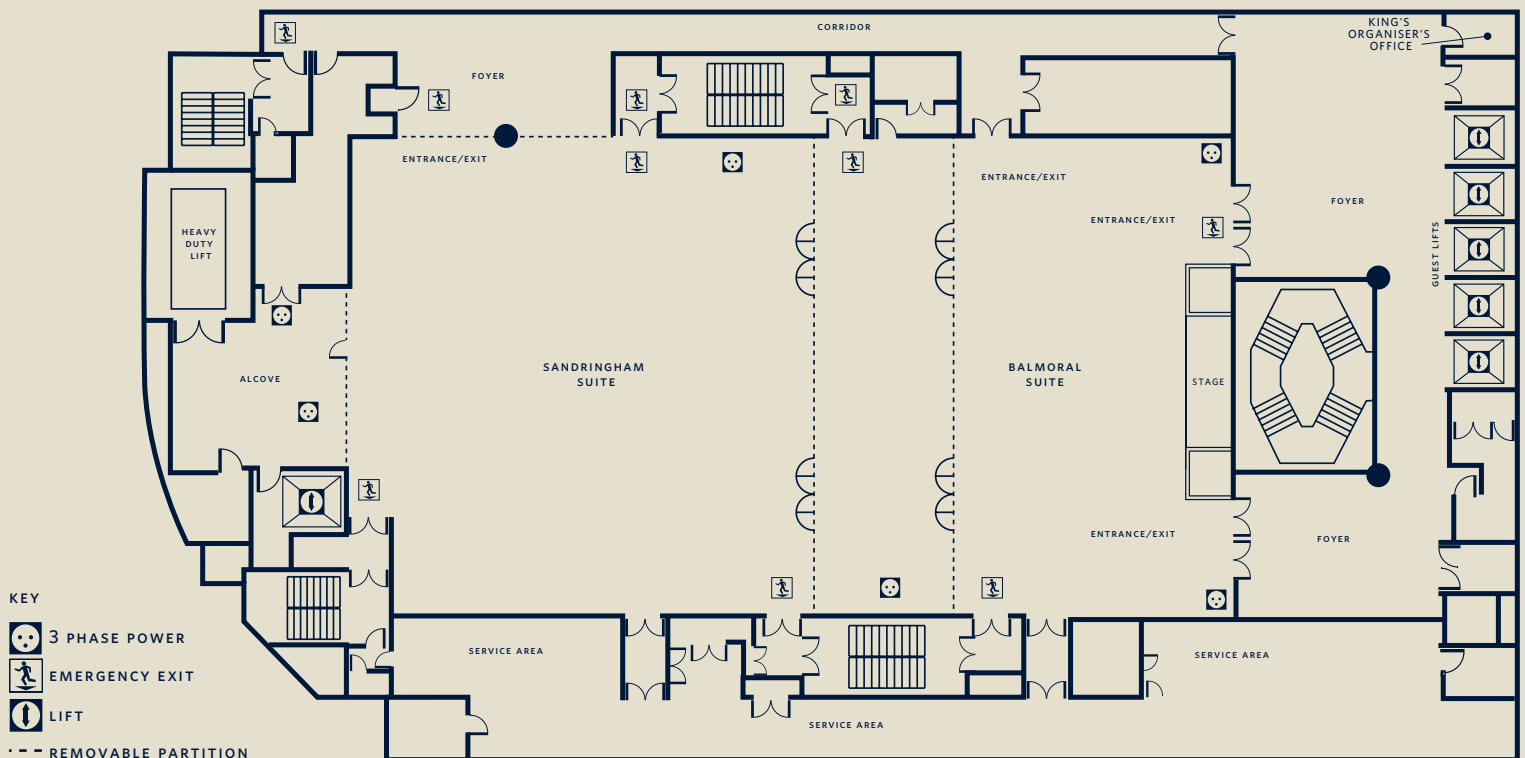 CORRIDOR
KING'S
ORGANISER'S
OFFICE
FOYER
ENTRANCE/EXIT
ENTRANCE/EXIT
ENTRANCE/EXIT
FOYER
HEAVY
DUTY
LIFT
GUEST LIFTS
ALCOVE
SANDRINGHAM
SUITE
BALMORAL
SUITE
STAGE
ENTRANCE/EXIT
FOYER
SERVICE AREA
SERVICE AREA
SERVICE AREA
KEY
3 PHASE POWER
EMERGENCY EXIT
LIFT
REMOVABLE PARTITION